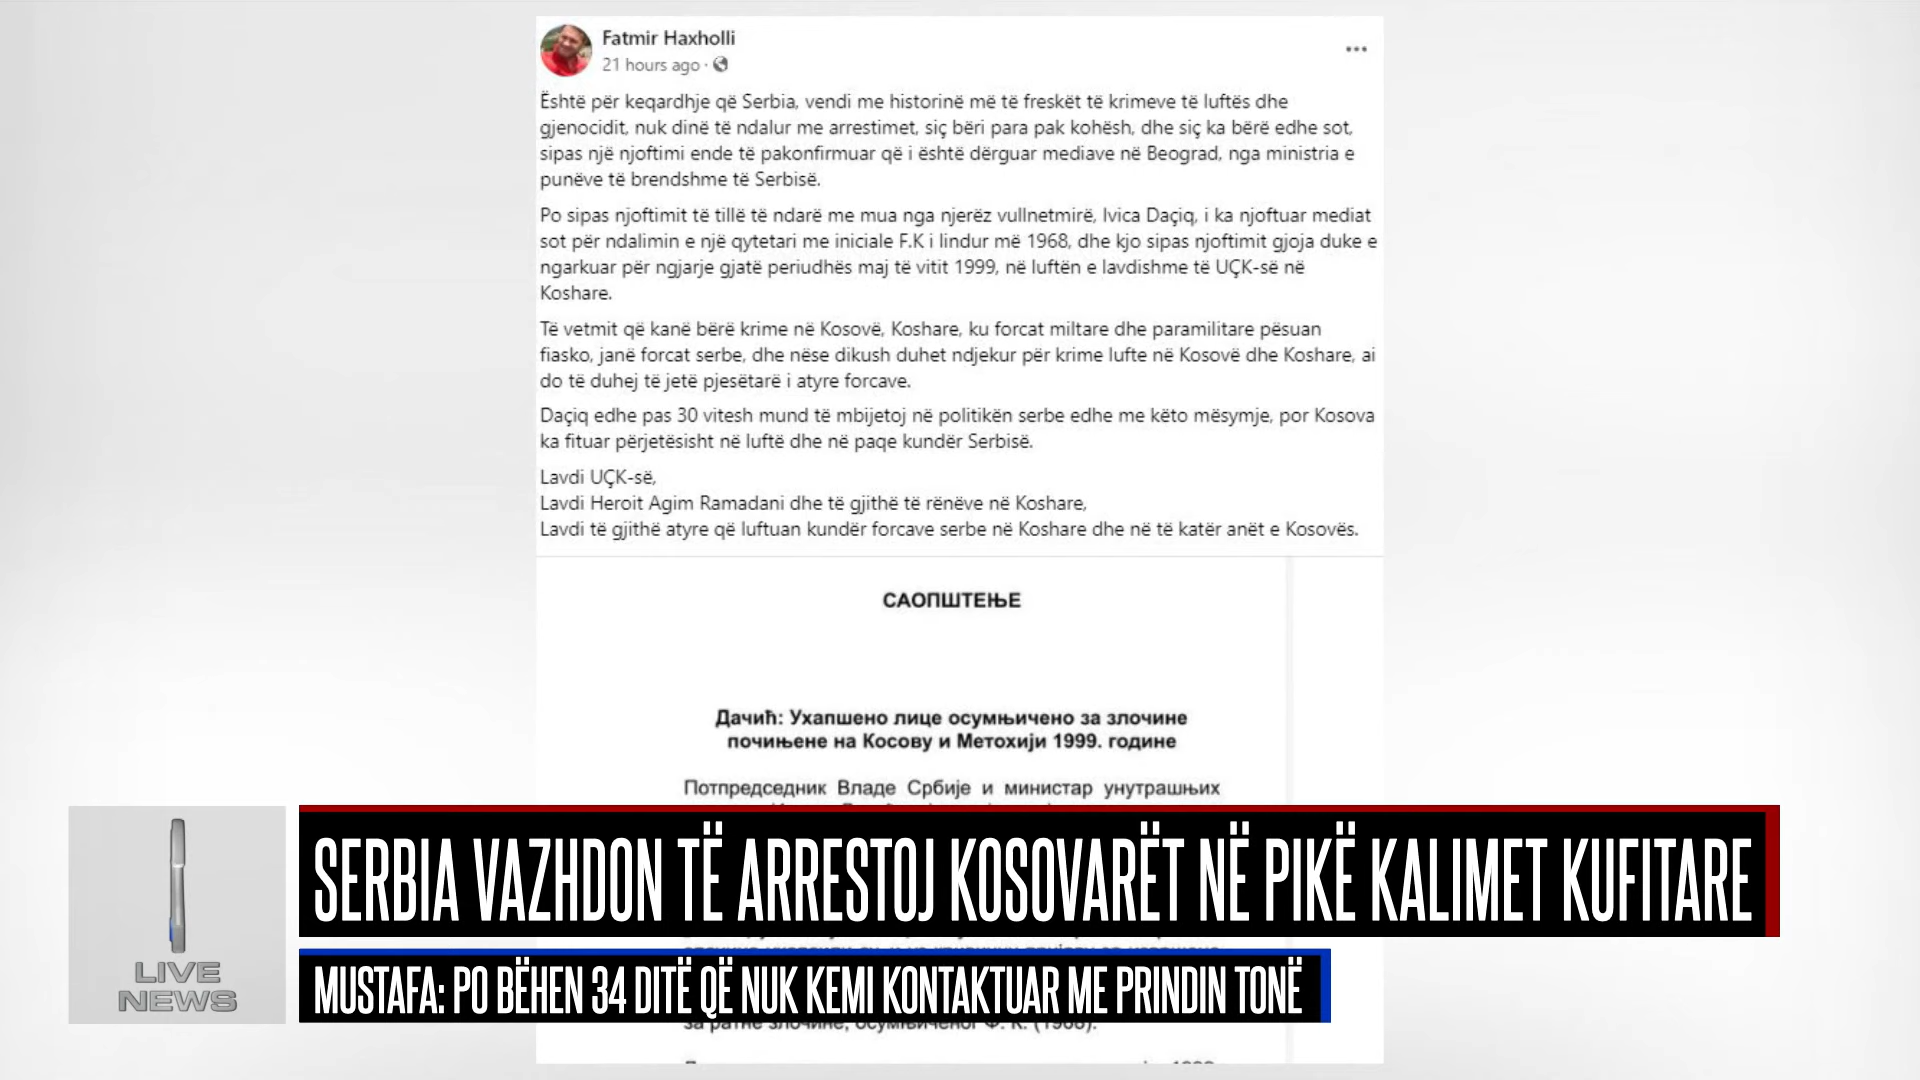 Fatmir Haxholli
21 hours ago ·
Është për keqardhje që Serbia, vendi me historinë më të freskët të krimeve të luftës dhe
gjenocidit, nuk dinë të ndalur me arrestimet, siç bëri para pak kohësh, dhe siç ka bërë edhe sot,
sipas një njoftimi ende të pakonfirmuar që i është dërguar mediave në Beograd, nga ministria e
punëve të brendshme të Serbisë.
Po sipas njoftimit të tillë të ndarë me mua nga njerëz vullnetmirë, Ivica Daçiq, i ka njoftuar mediat
sot për ndalimin e një qytetari me iniciale F.K i lindur më 1968, dhe kjo sipas njoftimit gjoja duke e
ngarkuar për ngjarje gjatë periudhës maj të vitit 1999, në luftën e lavdishme të UÇK-së në
Koshare.
Të vetmit që kanë bërë krime në Kosovë, Koshare, ku forcat miltare dhe paramilitare pësuan
fiasko, janë forcat serbe, dhe nëse dikush duhet ndjekur për krime lufte në Kosovë dhe Koshare, ai
do të duhej të jetë pjesëtarë i atyre forcave.
Daçiq edhe pas 30 vitesh mund të mbijetoj në politikën serbe edhe me këto mësymje, por Kosova
ka fituar përjetësisht në luftë dhe në paqe kundër Serbisë.
Lavdi UÇK-së,
Lavdi Heroit Agim Ramadani dhe të gjithë të rënëve në Koshare,
Lavdi të gjithë atyre që luftuan kundër forcave serbe në Koshare dhe në të katër anët e Kosovës.
САОПШТЕЊЕ
Дачић: Ухапшено лице осумњичено за злочине
почињене на Косову и Метохији 1999. године
Потпредседник Владе Србије и министар унутрашњих
SERBIA VAZHDON TË ARRESTOJ KOSOVARËT NË PIKË KALIMET KUFITARE
LIVE
NEWS
MUSTAFA: PO BËHEN 34 DITË QË NUK KEMI KONTAKTUAR ME PRINDIN TONË
за ратне злочине, осумњиченог Ф. К. (1968).